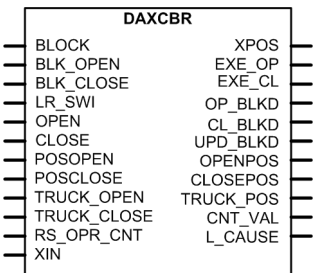 DAXCBR
BLOCK XPOS
BLK_OPEN EXE_OP
BLK_CLOSE EXE_CL
LR_SWI OP_BLKD
OPEN CL_BLKD
CLOSE UPD_BLKD
POSOPEN OPENPOS
POSCLOSE CLOSEPOS
TRUCK_OPEN TRUCK_POS
TRUCK_CLOSE CNT_VAL
RS_OPR_CNT L_CAUSE
XIN